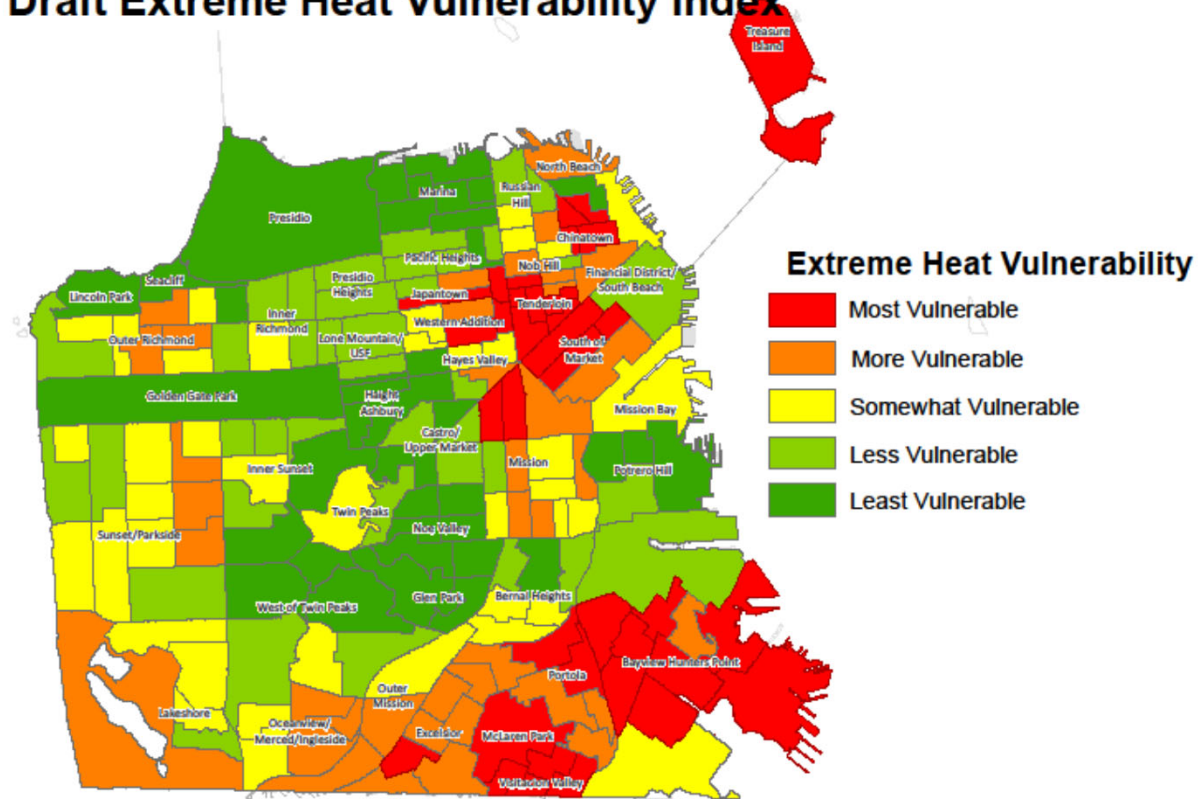 Draft Extreme Heat Vulnerability Index
Treasure
Island
North Beach
Marina
Russian
Hill
Presidio
Chinatown
Pacific Heights
Nob Hill
Financial District/
South Beach
Seacliff
Lincoln Park
Presidio
Heights
Japantown
Tenderloin
Inner
Richmond
Western Addition
Outer Richmond
Lone Mountain/
USF
South of
Market
Hayes Valley
Golden Gate Park
Haight
Ashbury
Mission Bay
Castro/
Upper Market
Inner Sunset
Mission
Potrero Hill
Twin Peaks
Noe Valley
Sunset/Parkside
West of Twin Peaks
Glen Park
Bernal Heights
Bayview Hunters Point
Portola
Outer
Mission
Lakeshore
Oceanview/
Merced/Ingleside
Excelsior
McLaren Park
Visitacion Valley
Extreme Heat Vulnerability
Most Vulnerable
More Vulnerable
Somewhat Vulnerable
Less Vulnerable
Least Vulnerable